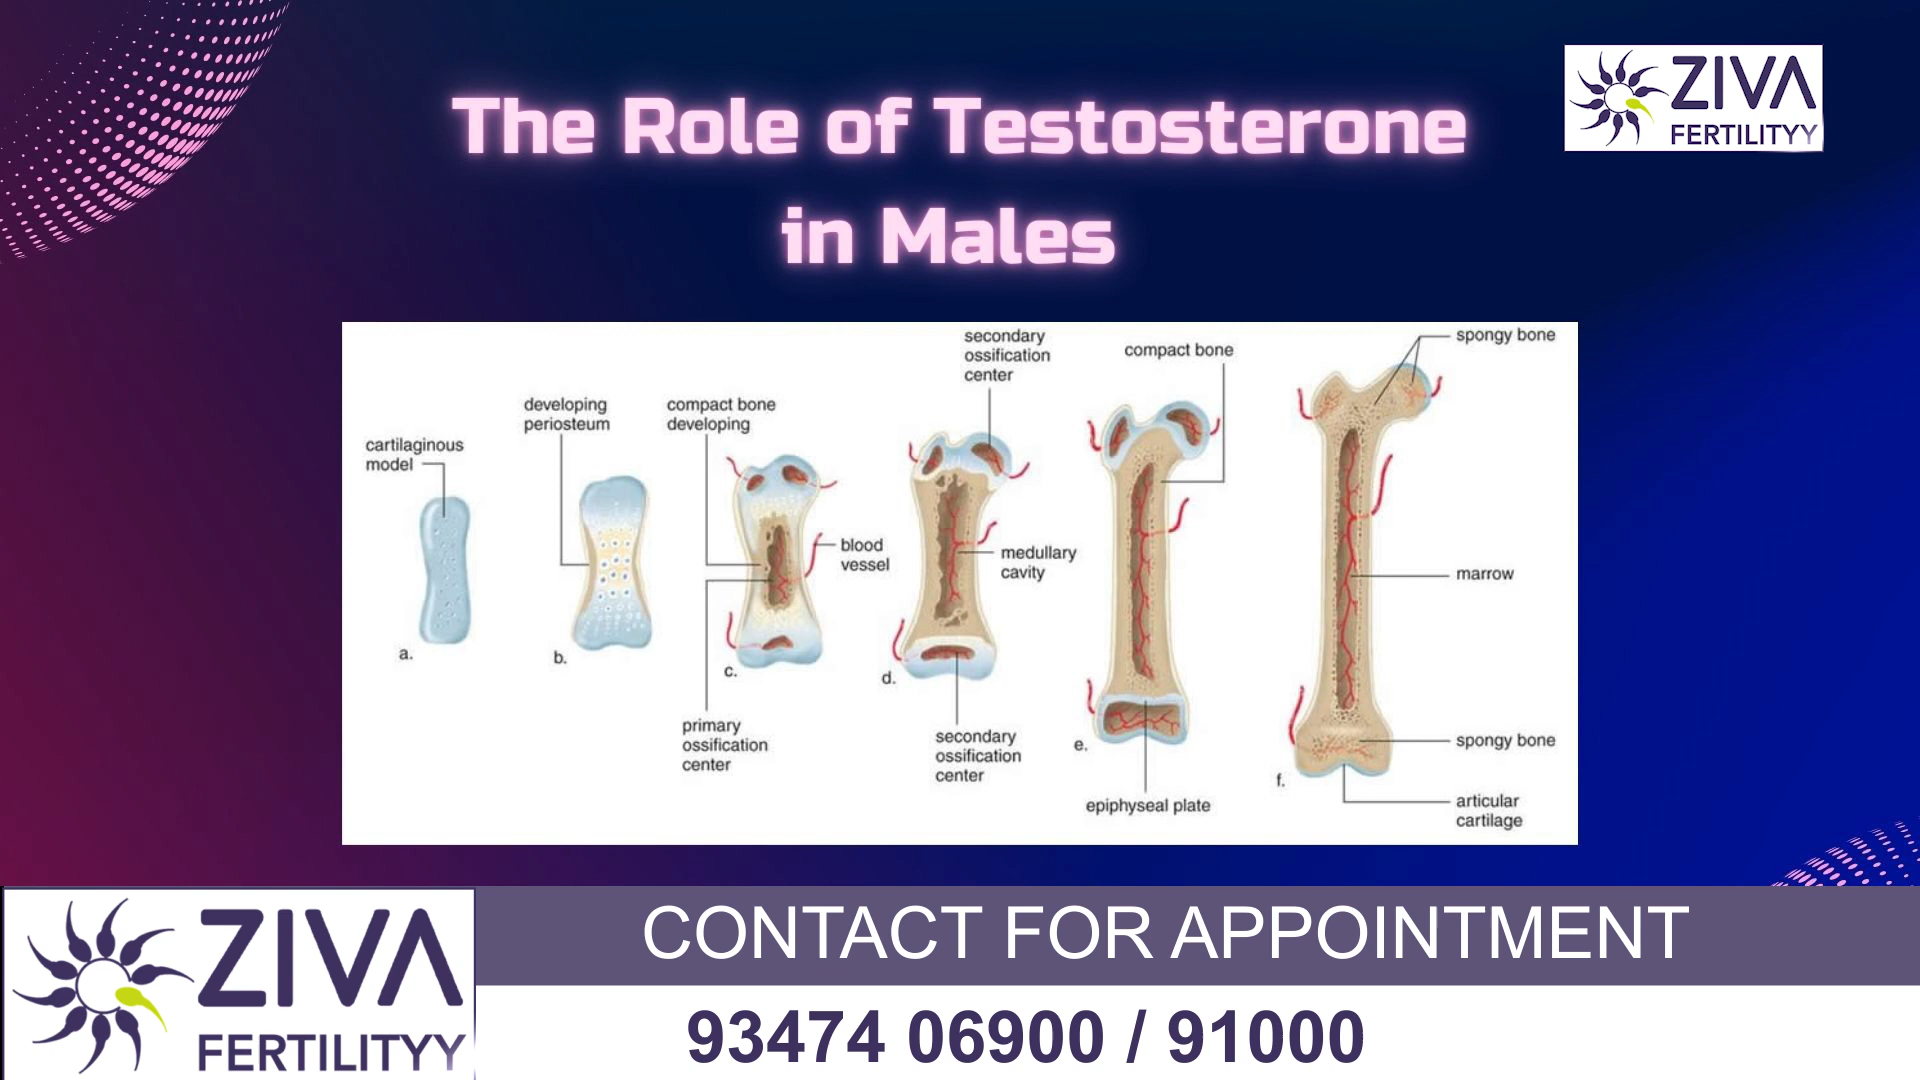 The Role of Testosterone
in Males
ZIVA
FERTILITYY
cartilaginous
model
a.
developing
periosteum
b.
compact bone
developing
blood
vessel
c.
primary
ossification
center
secondary
ossification
center
medullary
cavity
d.
secondary
ossification
center
compact bone
e.
epiphyseal plate
spongy bone
marrow
spongy bone
f.
articular
cartilage
ZIVA
FERTILITYY
CONTACT FOR APPOINTMENT
93474 06900 / 91000